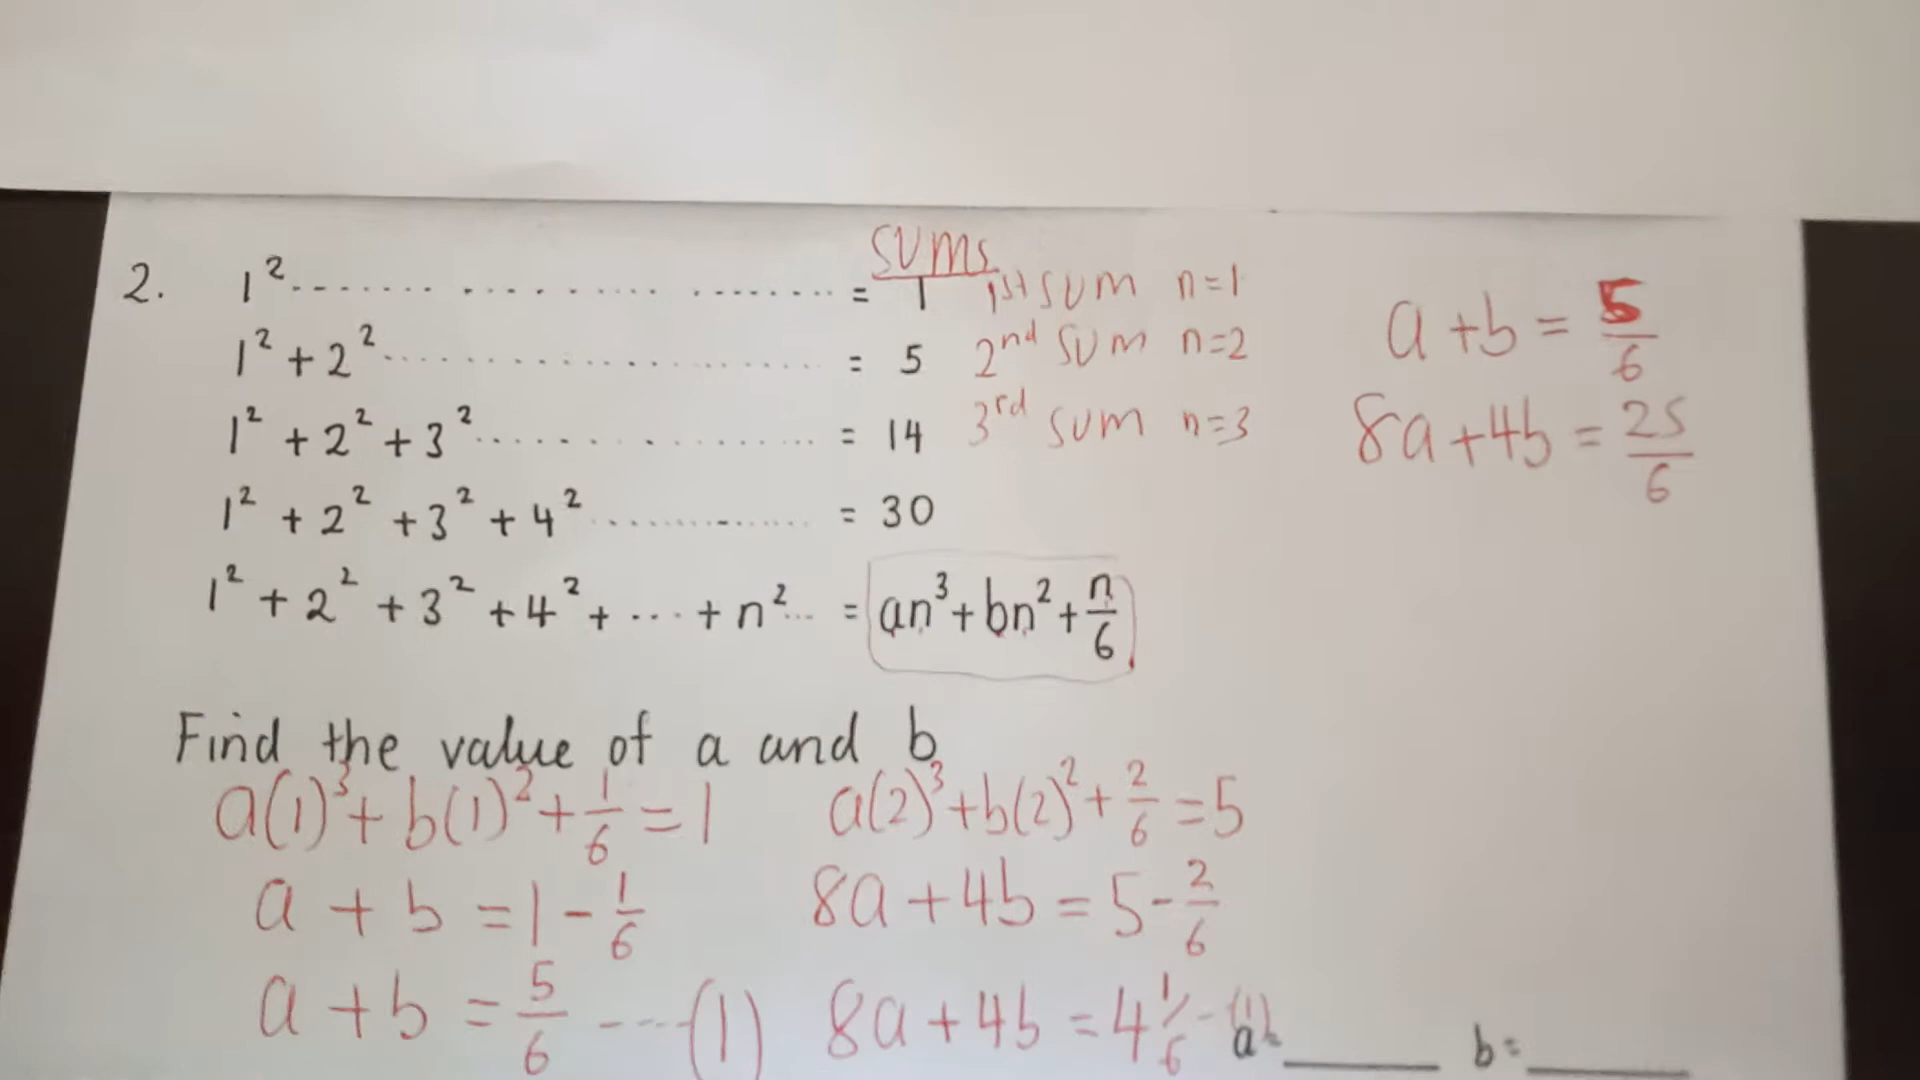 sums
2. 1² ............ = 1 1st sum n=1
1² + 2² ............ = 5 2nd sum n=2
1² + 2² + 3² ............ = 14 3rd sum n=3
1² + 2² + 3² + 4² ............ = 30
1² + 2² + 3² + 4² + ... + n² .. = an³ + bn² + n/6
Find the value of a and b
a(1)³ + b(1)² + 1/6 = 1
a + b = 1 - 1/6
a + b = 5/6 ---- (1)
a(2)³ + b(2)² + 2/6 = 5
8a + 4b = 5 - 2/6
8a + 4b = 4 1/6
a = ______ b = ______
a + b = 5/6
8a + 4b = 25/6